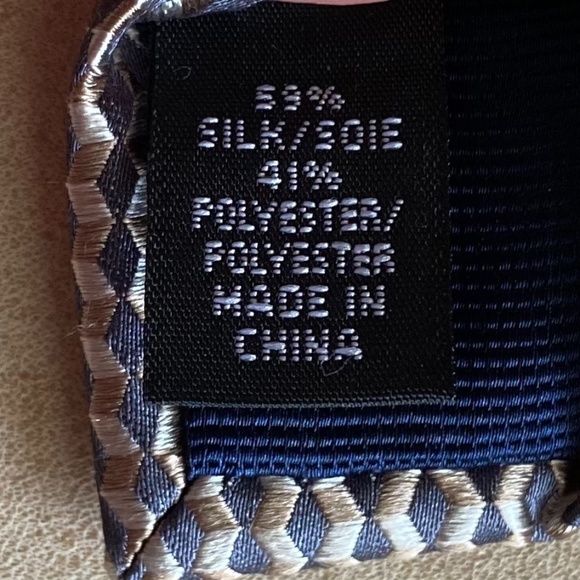 59%
SILK/SOIE
41%
POLYESTER/
POLYESTER
MADE IN
CHINA